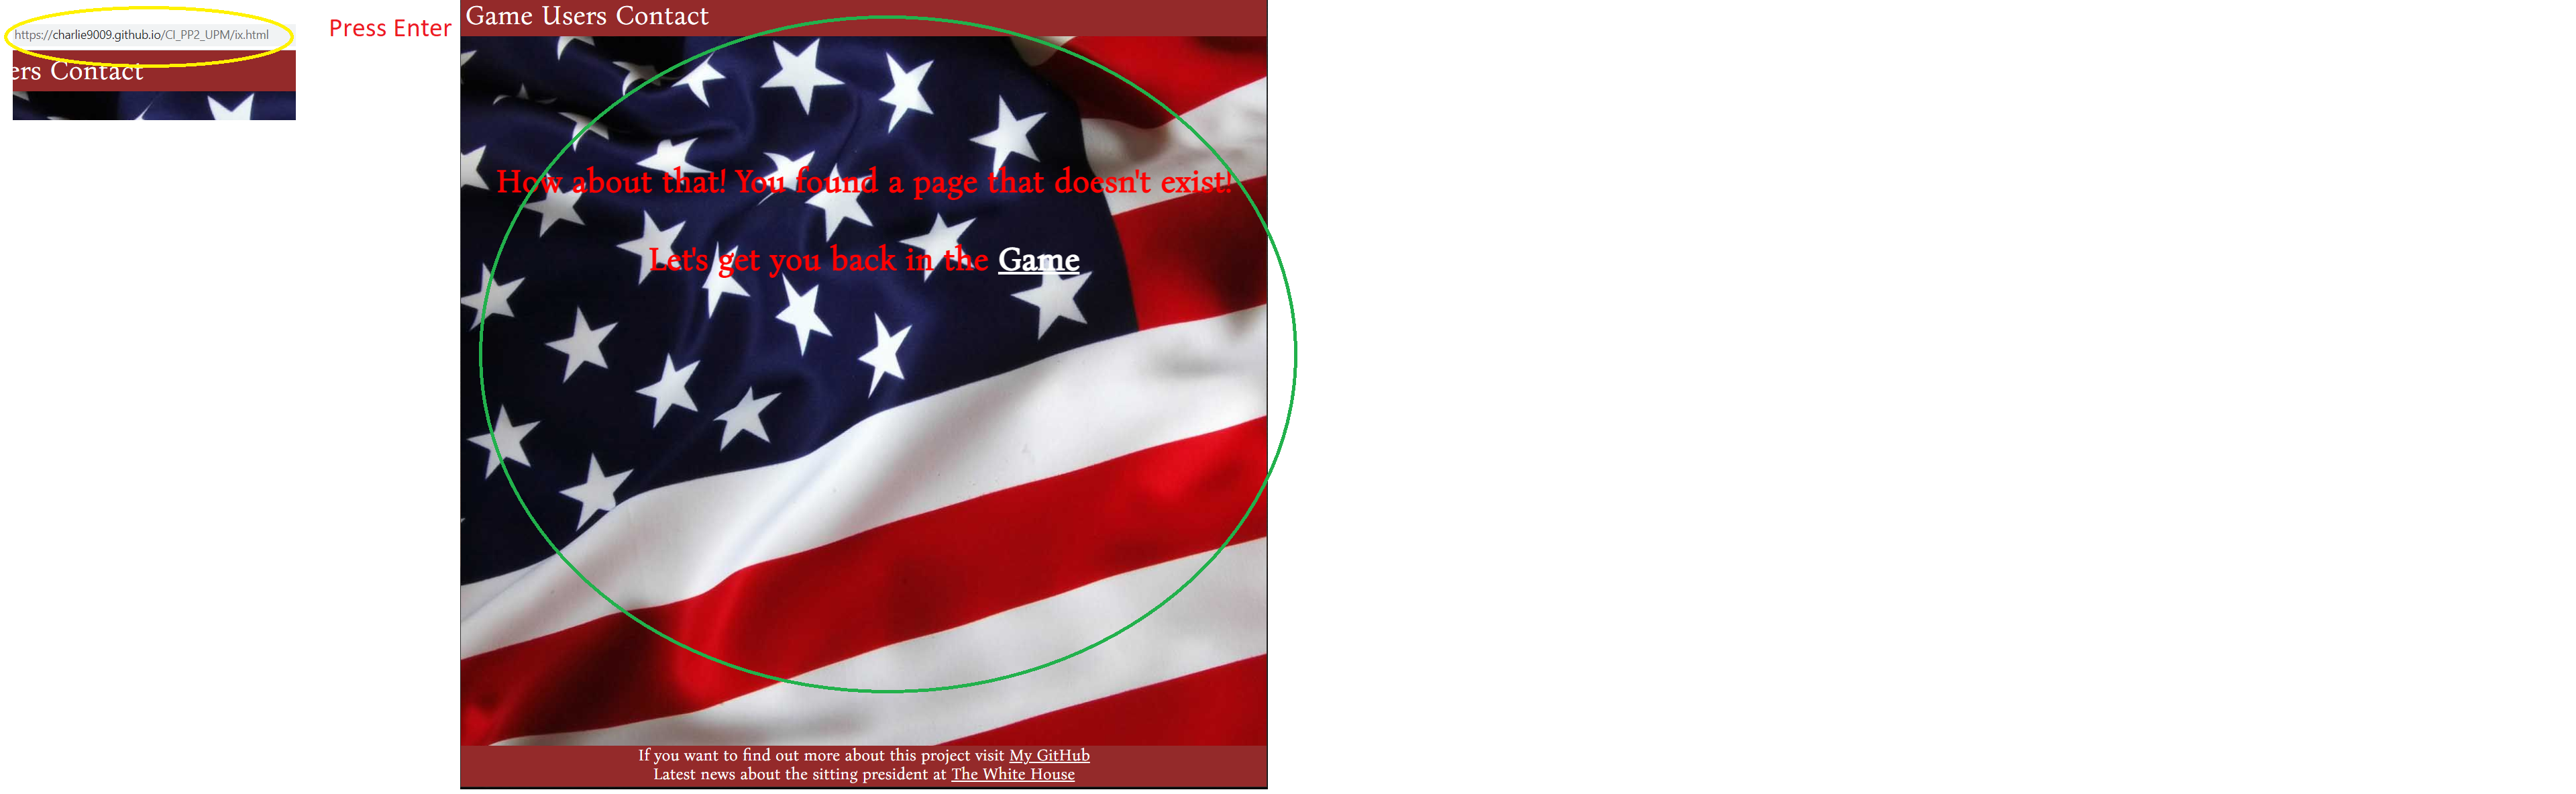 https://charlie9009.github.io/CI_PP2_UPM/ix.html
ers Contact
Press Enter
Game Users Contact
How about that! You found a page that doesn't exist!
Let's get you back in the Game
If you want to find out more about this project visit My GitHub
Latest news about the sitting president at The White House